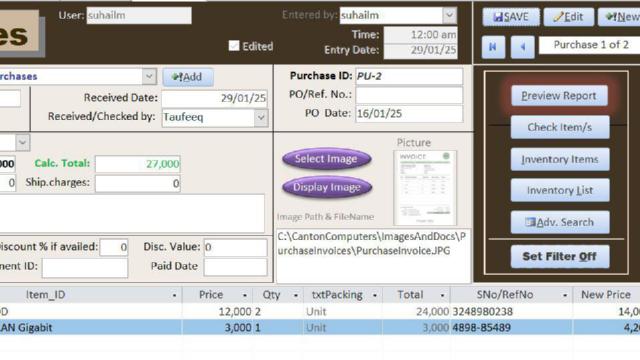 User: suhailm
Entered by: suhailm
SAVE Edit New
es
Time: 12:00 am
Edited
Entry Date: 29/01/25
Purchase 1 of 2
rchases
Add
Purchase ID: PU-2
Received Date: 29/01/25
PO/Ref. No.:
Received/Checked by: Taufeeq
PO Date: 16/01/25
Preview Report
Check Item/s
Inventory Items
Inventory List
Adv. Search
Set Filter Off
,000 Calc. Total: 27,000
0 Ship.charges: 0
Select Image
Display Image
Picture
INVOICE
Image Path & FileName
C:\CantonComputers\ImagesAndDocs\P
urchaseInvoices\PurchaseInvoice.JPG
Discount % if availed: 0 Disc. Value: 0
ment ID: Paid Date
Item_ID Price Qty txtPacking Total SNo/RefNo New Price
DD 12,000 2 Unit 24,000 3248980238 14,00
AN Gigabit 3,000 1 Unit 3,000 4898-85489 4,20